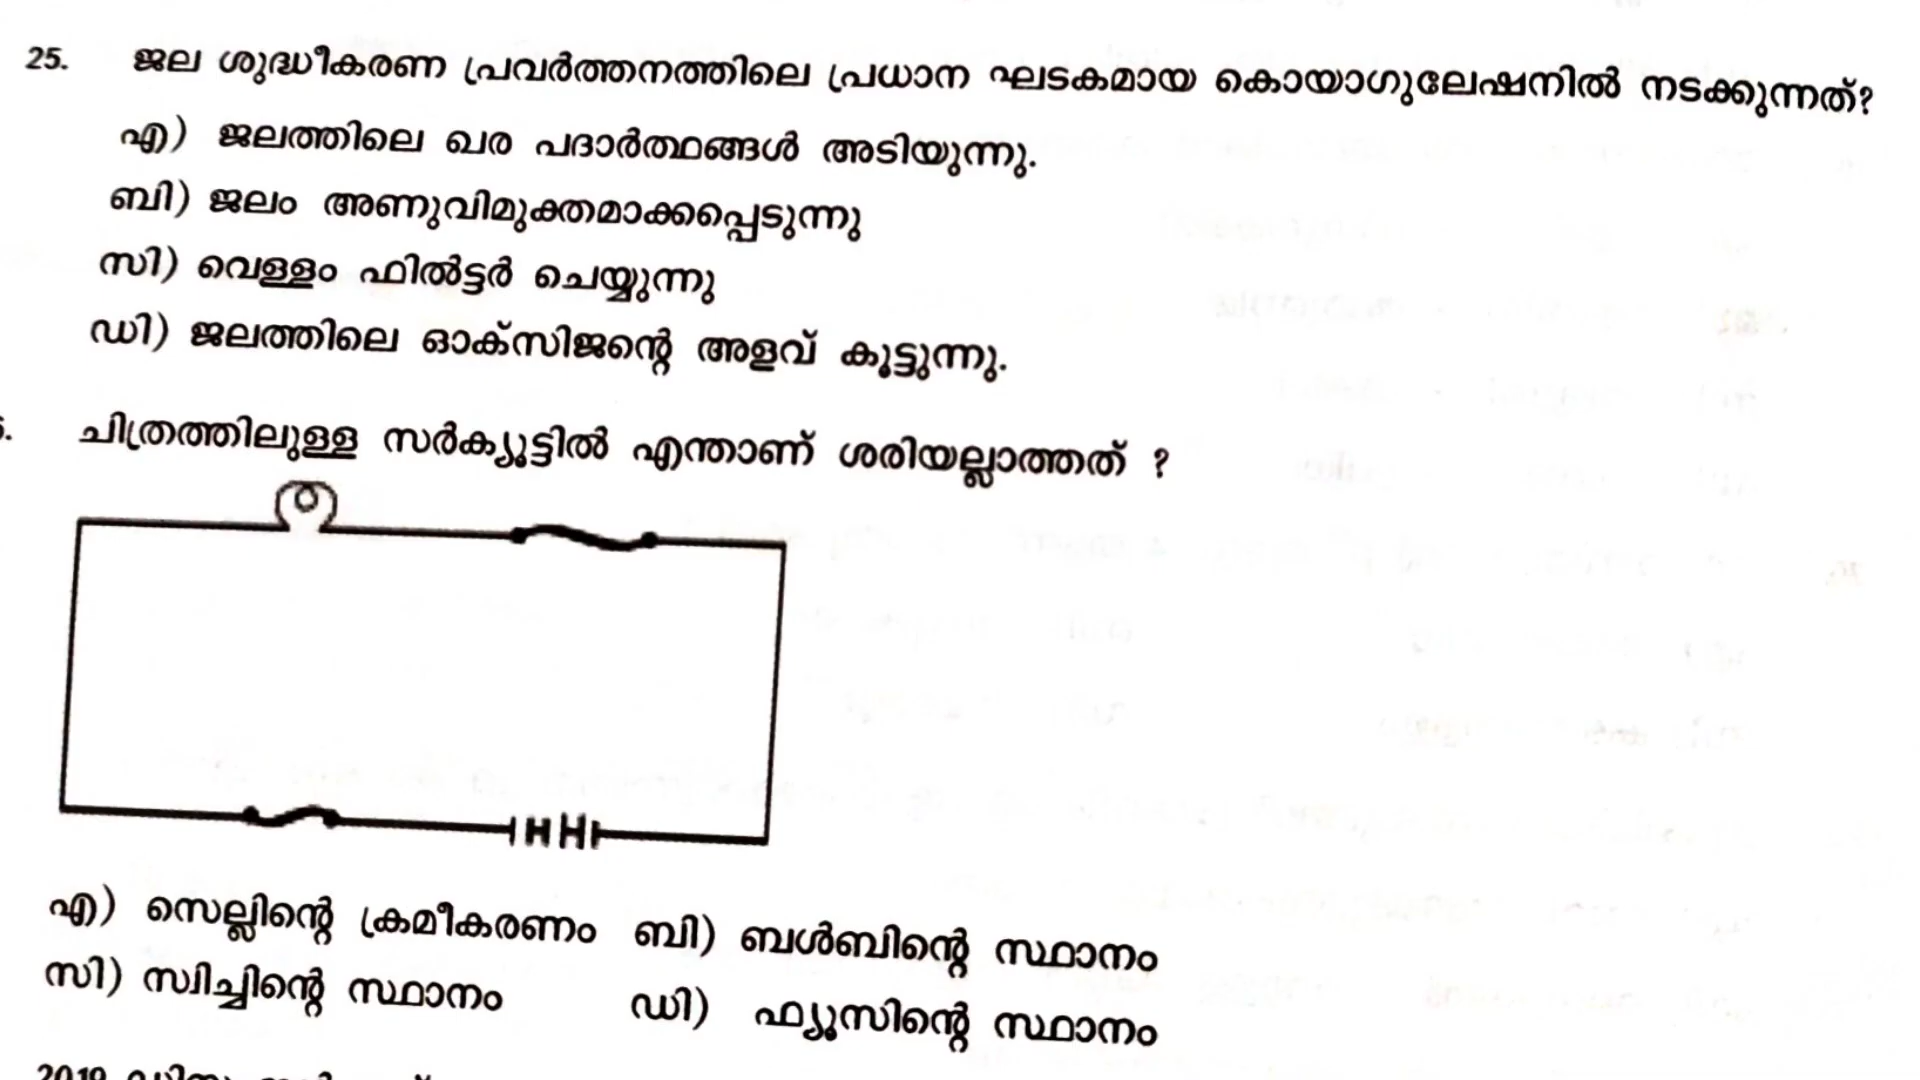 25. ജല ശുദ്ധീകരണ പ്രവർത്തനത്തിലെ പ്രധാന ഘടകമായ കൊയാഗുലേഷനിൽ നടക്കുന്നത്?
എ) ജലത്തിലെ ഖര പദാർത്ഥങ്ങൾ അടിയുന്നു.
ബി) ജലം അണുവിമുക്തമാക്കപ്പെടുന്നു
സി) വെള്ളം ഫിൽട്ടർ ചെയ്യുന്നു
ഡി) ജലത്തിലെ ഓക്സിജന്റെ അളവ് കൂട്ടുന്നു.
ചിത്രത്തിലുള്ള സർക്യൂട്ടിൽ എന്താണ് ശരിയല്ലാത്തത് ?
എ) സെല്ലിന്റെ ക്രമീകരണം ബി) ബൾബിന്റെ സ്ഥാനം
സി) സ്വിച്ചിന്റെ സ്ഥാനം ഡി) ഫ്യൂസിന്റെ സ്ഥാനം
2019